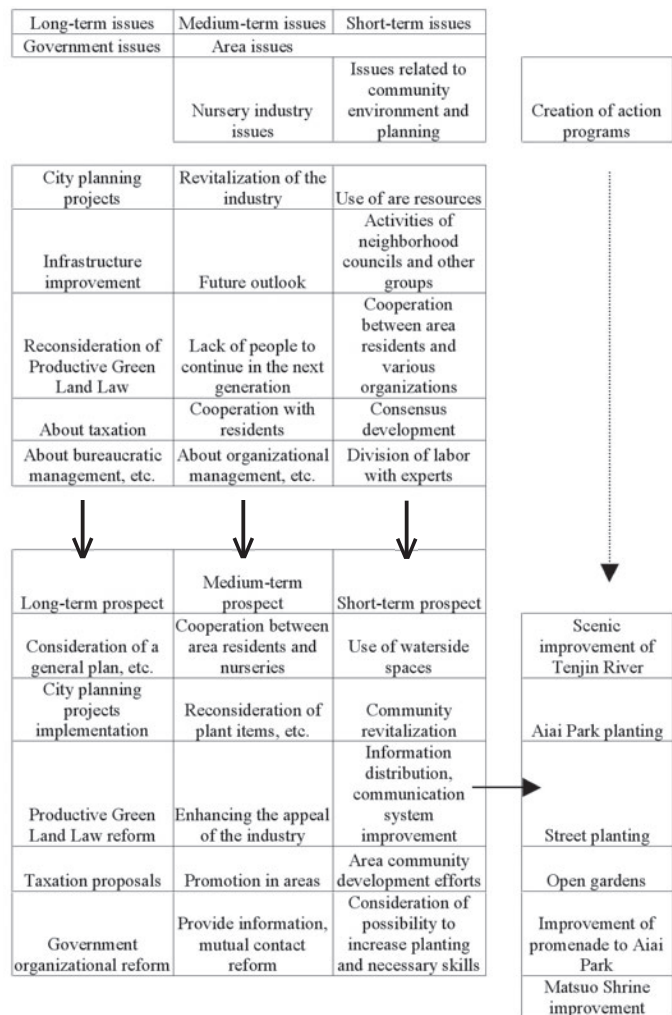 Long-term issues Medium-term issues Short-term issues
Government issues Area issues
Nursery industry
issues
Issues related to
community
environment and
planning
Creation of action
programs
City planning
projects
Revitalization of the
industry
Use of are resources
Infrastructure
improvement
Future outlook
Activities of
neighborhood
councils and other
groups
Reconsideration of
Productive Green
Land Law
Lack of people to
continue in the next
generation
Cooperation
between area
residents and
various
organizations
About taxation
Cooperation with
residents
Consensus
development
About bureaucratic
management, etc.
About organizational
management, etc.
Division of labor
with experts
Long-term prospect
Medium-term
prospect
Short-term prospect
Consideration of a
general plan, etc.
Cooperation between
area residents and
nurseries
Use of waterside
spaces
Scenic
improvement of
Tenjin River
City planning
projects
implementation
Reconsideration of
plant items, etc.
Community
revitalization
Aiai Park planting
Productive Green
Land Law reform
Enhancing the appeal
of the industry
Information
distribution,
communication
system
improvement
Street planting
Taxation proposals
Promotion in areas
Area community
development efforts
Open gardens
Government
organizational reform
Provide information,
mutual contact
reform
Consideration of
possibility to
increase planting
and necessary skills
Improvement of
promenade to Aiai
Park
Matsuo Shrine
improvement